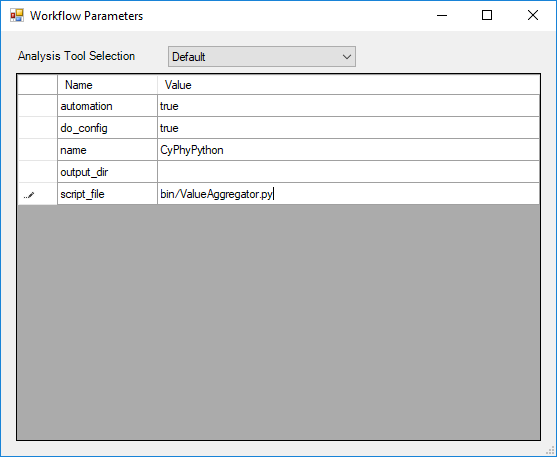 Workflow Parameters
Analysis Tool Selection Default
Name Value
automation true
do_config true
name CyPhyPython
output_dir
script_file bin/ValueAggregator.py